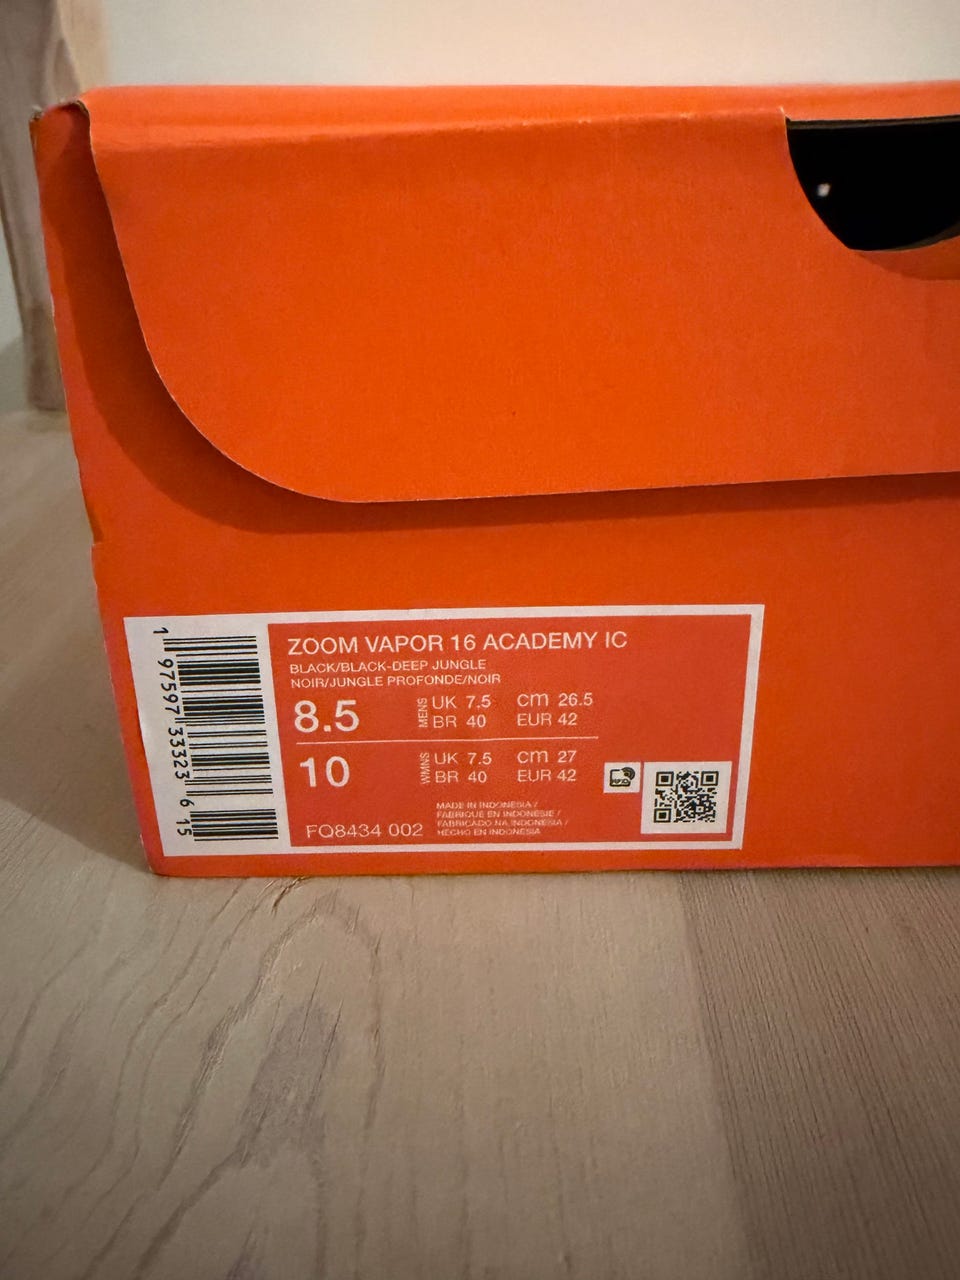 ZOOM VAPOR 16 ACADEMY IC
BLACK/BLACK-DEEP JUNGLE
NOIR/JUNGLE PROFONDE/NOIR
8.5 MENS UK 7.5 cm 26.5
BR 40 EUR 42
10 WMNS UK 7.5 cm 27
BR 40 EUR 42
MADE IN INDONESIA /
FABRIQUE EN INDONESIE /
FABRICADO NA INDONESIA /
HECHO EN INDONESIA
FQ8434 002
1 97597 33323 6 15